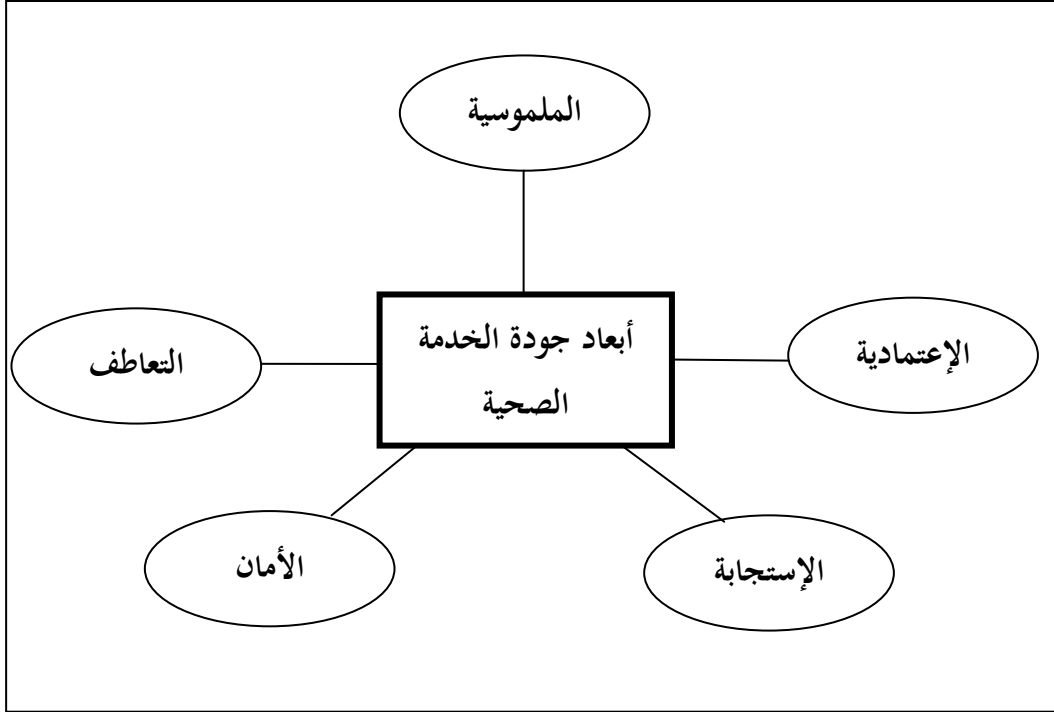 الملموسية
أبعاد جودة الخدمة
الصحية
الإعتمادية
التعاطف
الإستجابة
الأمان